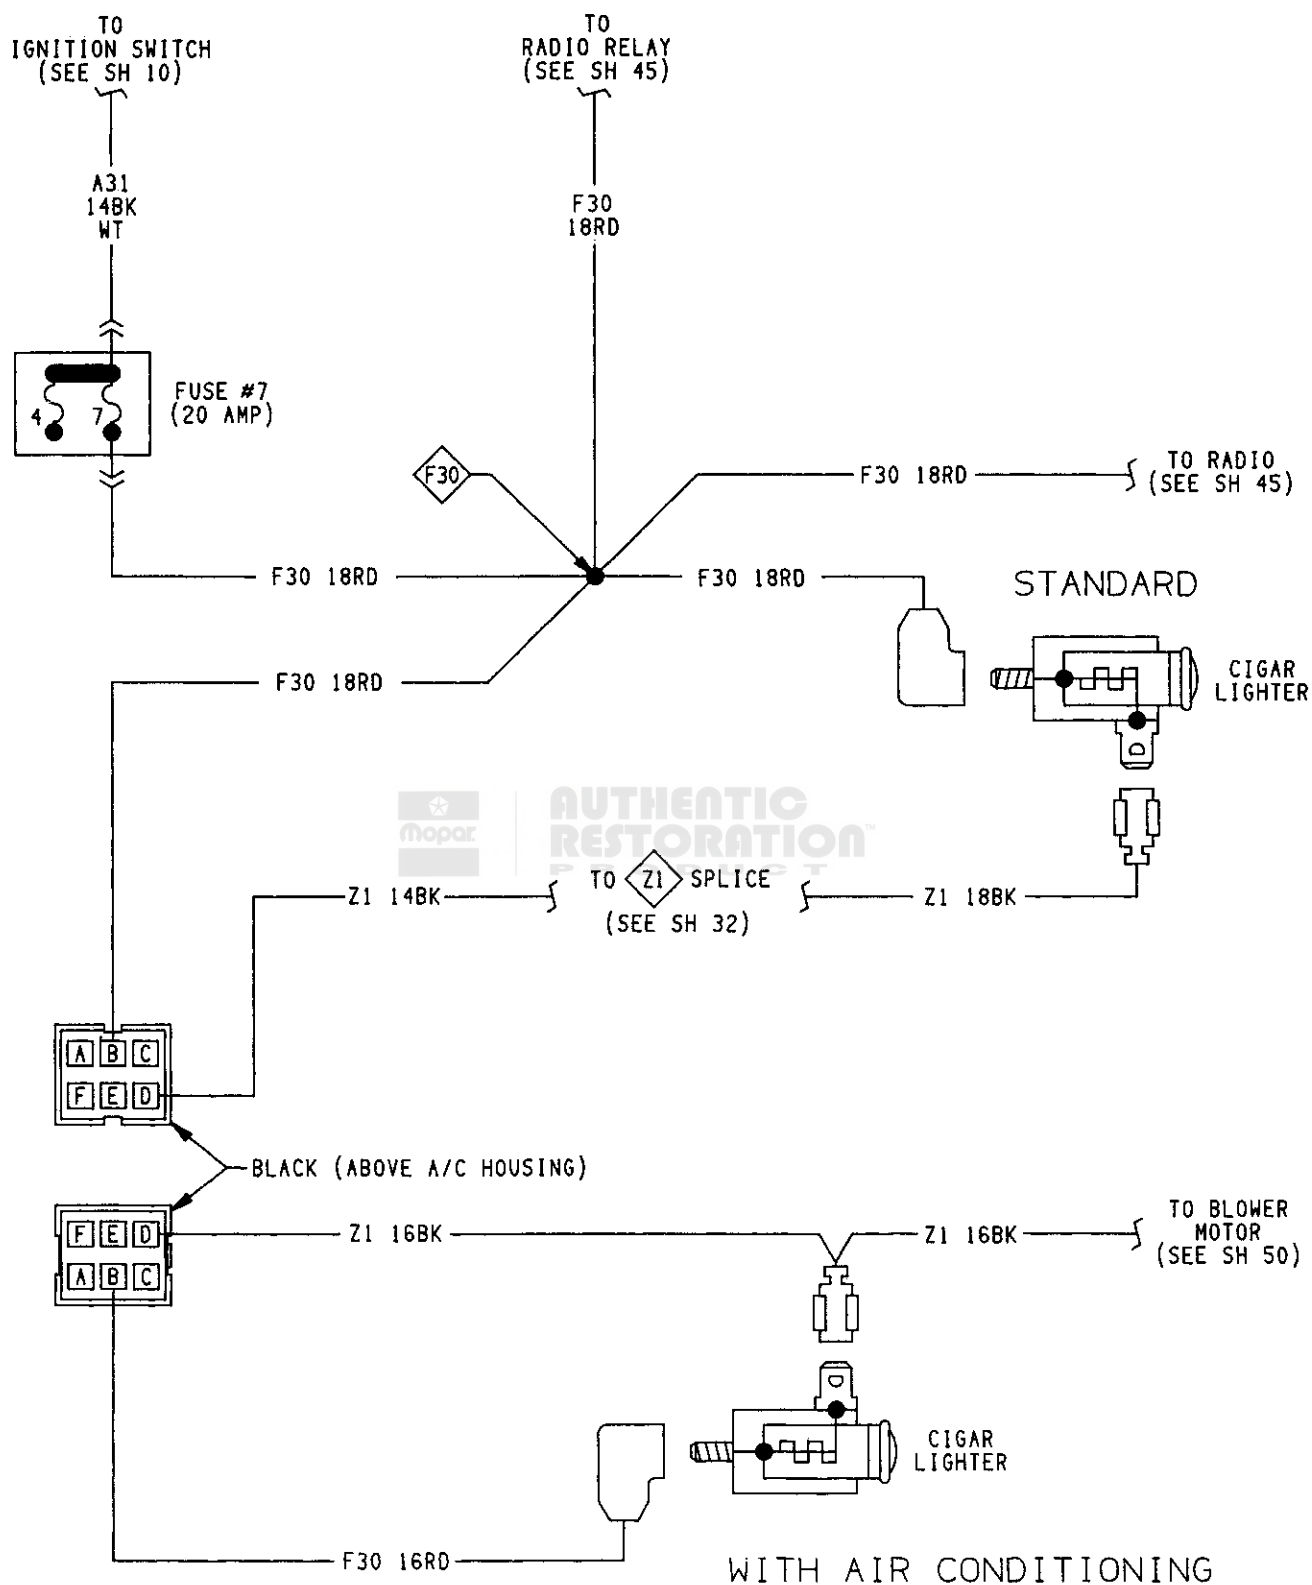 TO
IGNITION SWITCH
(SEE SH 10)
TO
RADIO RELAY
(SEE SH 45)
A31
14BK
WT
F30
18RD
4
7
FUSE #7
(20 AMP)
F30
F30 18RD
TO RADIO
(SEE SH 45)
F30 18RD
F30 18RD
STANDARD
F30 18RD
CIGAR
LIGHTER
Mopar
AUTHENTIC
RESTORATION™
PRODUCT
Z1 14BK
TO Z1 SPLICE
(SEE SH 32)
Z1 18BK
A B C
F E D
BLACK (ABOVE A/C HOUSING)
F E D
A B C
Z1 16BK
Z1 16BK
TO BLOWER
MOTOR
(SEE SH 50)
CIGAR
LIGHTER
F30 16RD
WITH AIR CONDITIONING